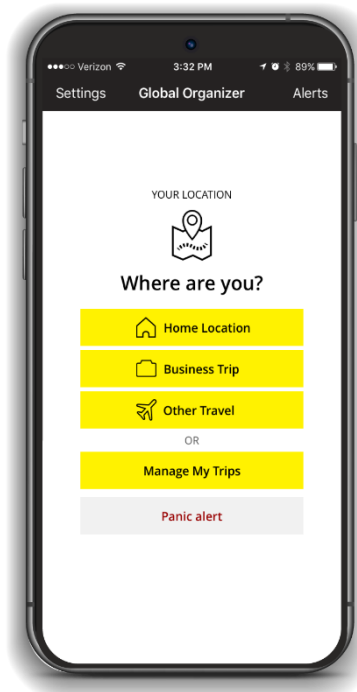 ●●●○○ Verizon 3:32 PM 89%
Settings Global Organizer Alerts
YOUR LOCATION
Where are you?
Home Location
Business Trip
Other Travel
OR
Manage My Trips
Panic alert